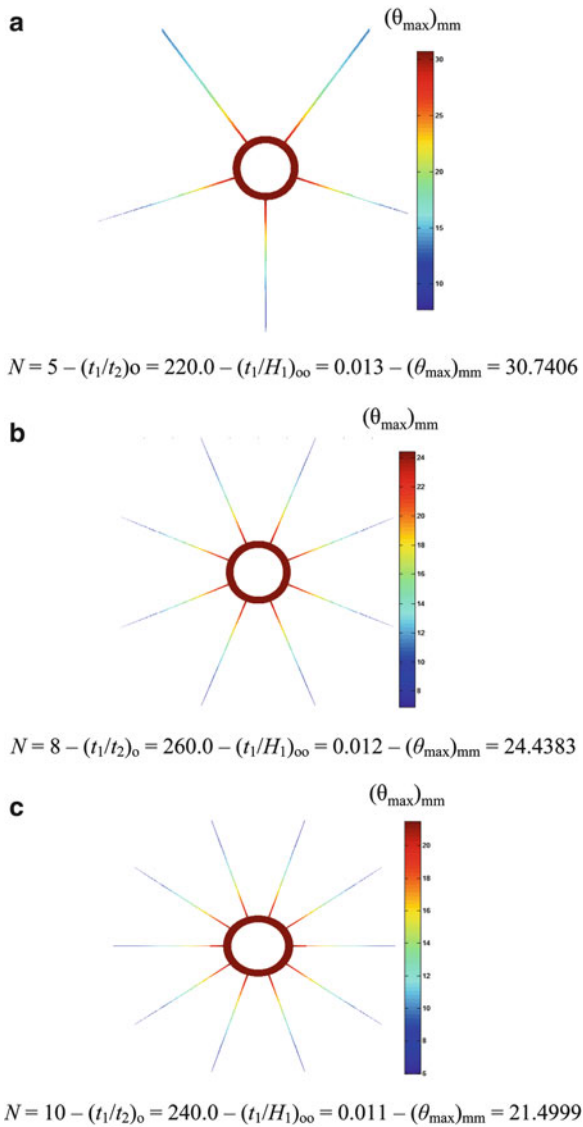 a
(θmax)mm
30
25
20
15
10
N = 5 – (t1/t2)o = 220.0 – (t1/H1)oo = 0.013 – (θmax)mm = 30.7406
b
(θmax)mm
24
22
20
18
16
14
12
10
8
N = 8 – (t1/t2)o = 260.0 – (t1/H1)oo = 0.012 – (θmax)mm = 24.4383
c
(θmax)mm
20
18
16
14
12
10
8
6
N = 10 – (t1/t2)o = 240.0 – (t1/H1)oo = 0.011 – (θmax)mm = 21.4999